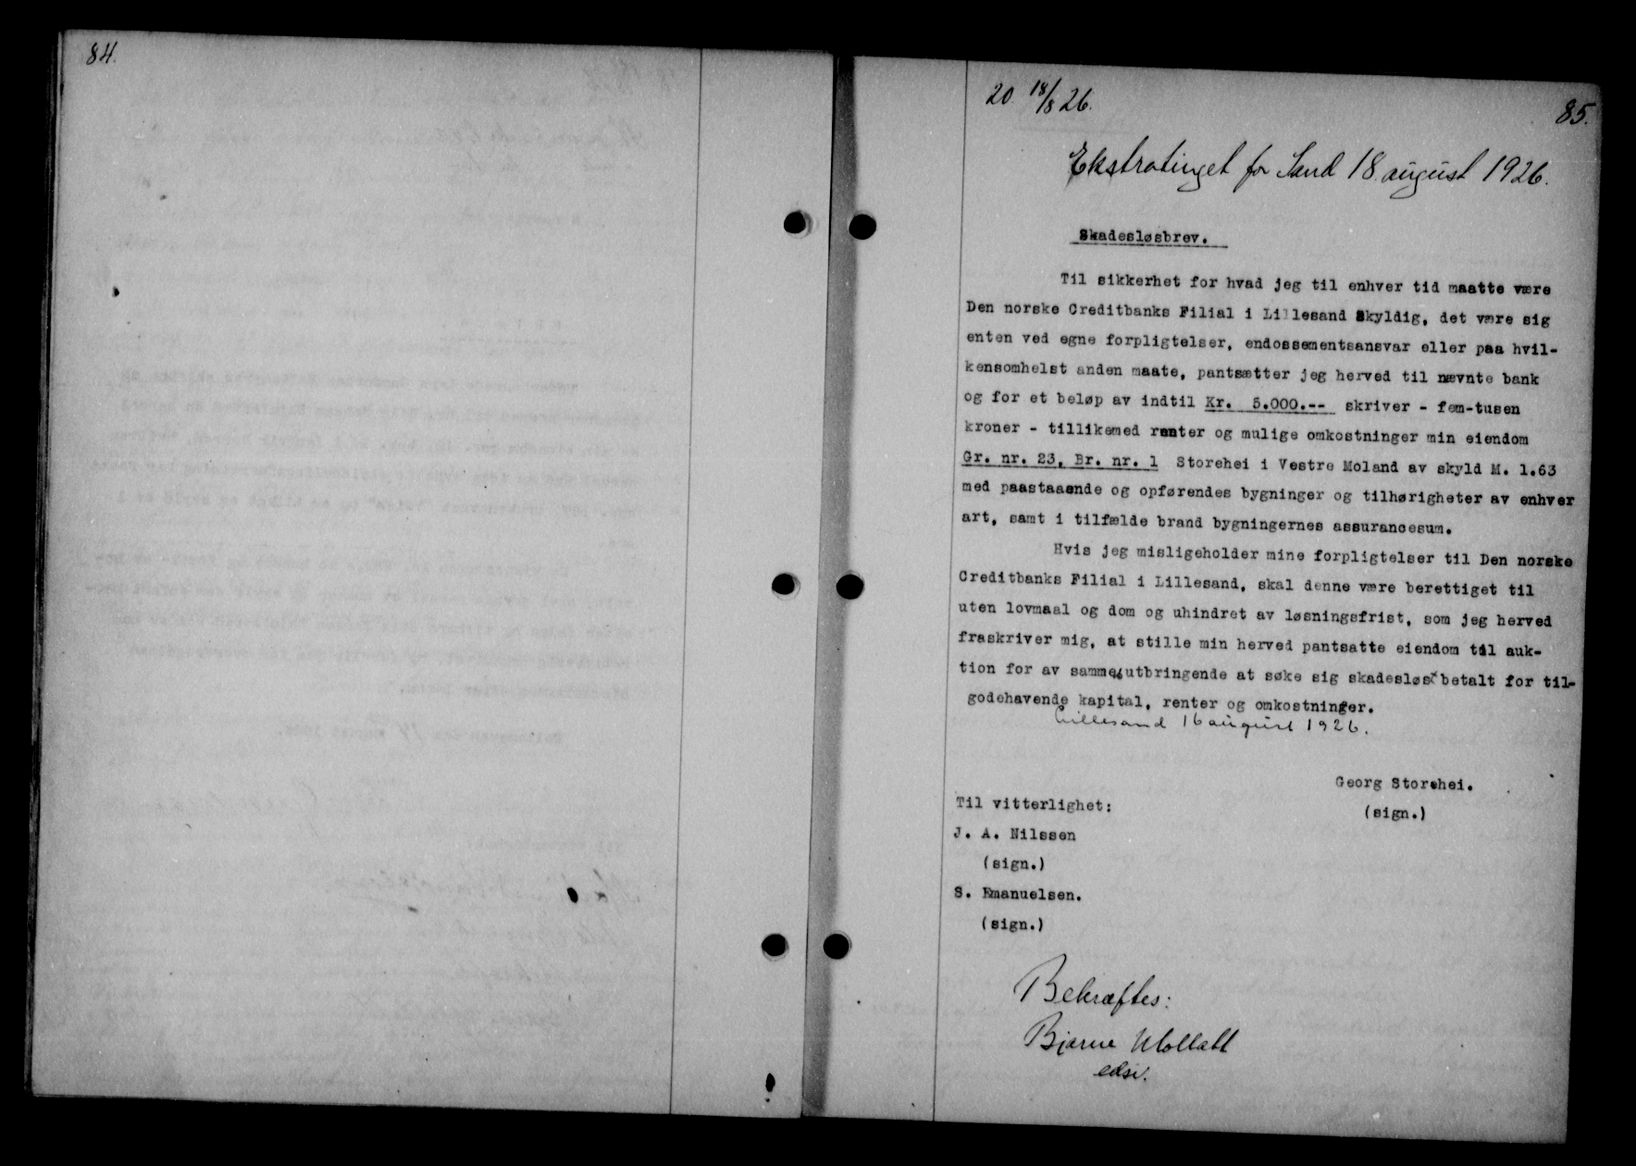 84.
20 18/8 26.
85.
Ekstratinget for Sand 18. august 1926.
Skadesløsbrev.
Til sikkerhet for hvad jeg til enhver tid maatte være
Den norske Creditbanks Filial i Lillesand Skyldig, det være sig
enten ved egne forpligtelser, endossementsansvar eller paa hvil-
kensomhelst anden maate, pantsætter jeg herved til nævnte bank
og for et beløp av indtil Kr. 5.000.-- skriver - fem-tusen
kroner - tillikemed renter og mulige omkostninger min eiendom
Gr. nr. 23, Br. nr. 1 Storehei i Vestre Moland av skyld M. 1.63
med paastaaende og opførendes bygninger og tilhørigheter av enhver
art, samt i tilfælde brand bygningernes assurancesum.
Hvis jeg misligeholder mine forpligtelser til Den norske
Creditbanks Filial i Lillesand, skal denne være berettiget til
uten lovmaal og dom og uhindret av løsningsfrist, som jeg herved
fraskriver mig, at stille min herved pantsatte eiendom til auk-
tion for av sammes utbringende at søke sig skadesløst betalt for til-
godehavende kapital, renter og omkostninger.
Lillesand 16 august 1926.
Georg Storehei.
(sign.)
Til vitterlighet:
J. A. Nilssen
(sign.)
S. Emanuelsen.
(sign.)
Bekræftes:
Bjarne Mollatt
edsv.